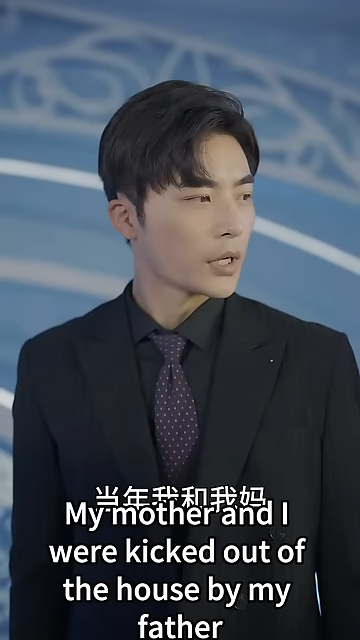 当年我和我妈
My mother and I
were kicked out of
the house by my
father